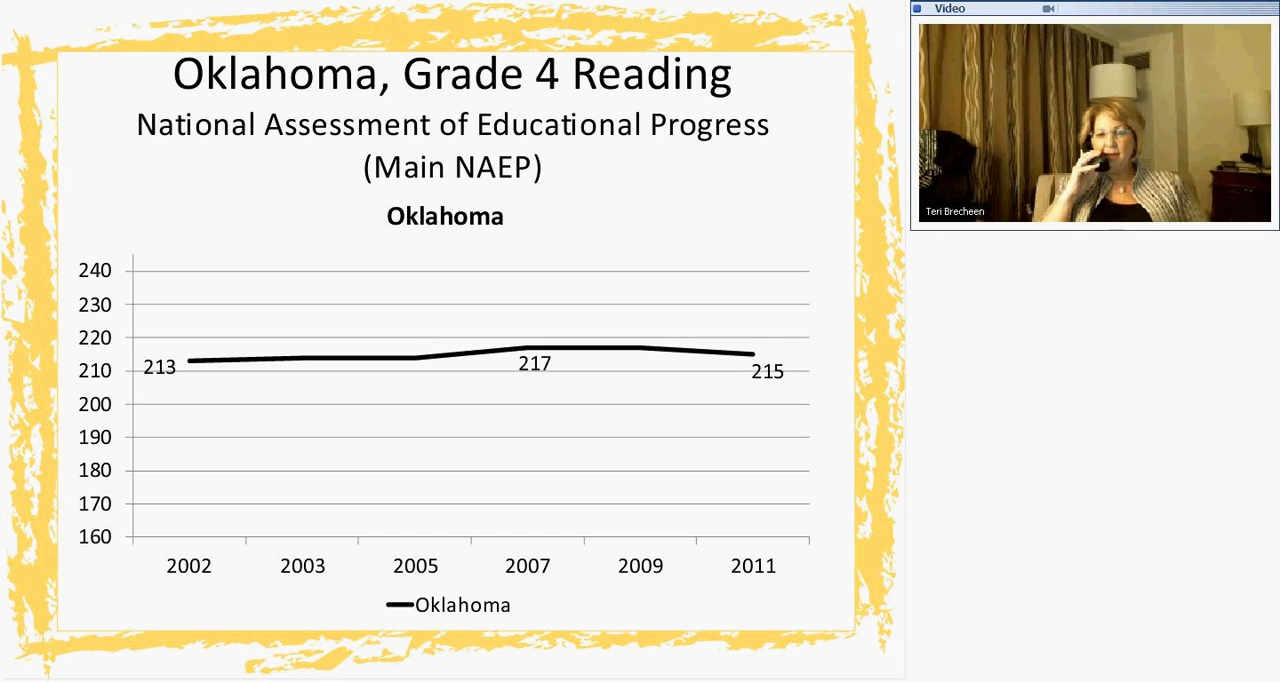 Oklahoma, Grade 4 Reading
National Assessment of Educational Progress
(Main NAEP)
Oklahoma
240
230
220
210
200
190
180
170
160
213
217
215
2002 2003 2005 2007 2009 2011
Oklahoma
Video
Teri Brecheen